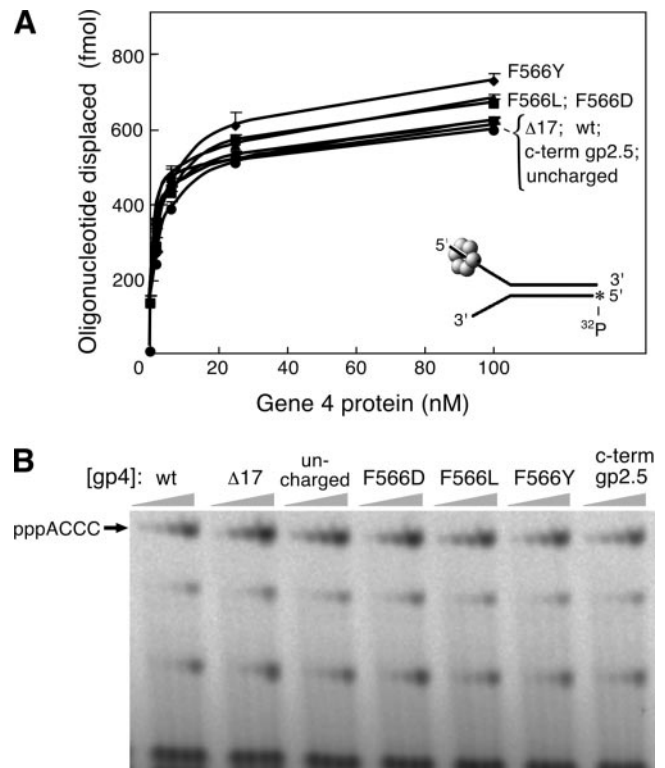 A
Oligonucleotide displaced (fmol)
800
600
400
200
0
0 20 40 60 80 100
Gene 4 protein (nM)
F566Y
F566L; F566D
Δ17; wt;
c-term gp2.5;
uncharged
5'
3'
* 5'
3'
32P
B
[gp4]: wt Δ17 un-charged F566D F566L F566Y c-term gp2.5
pppACCC